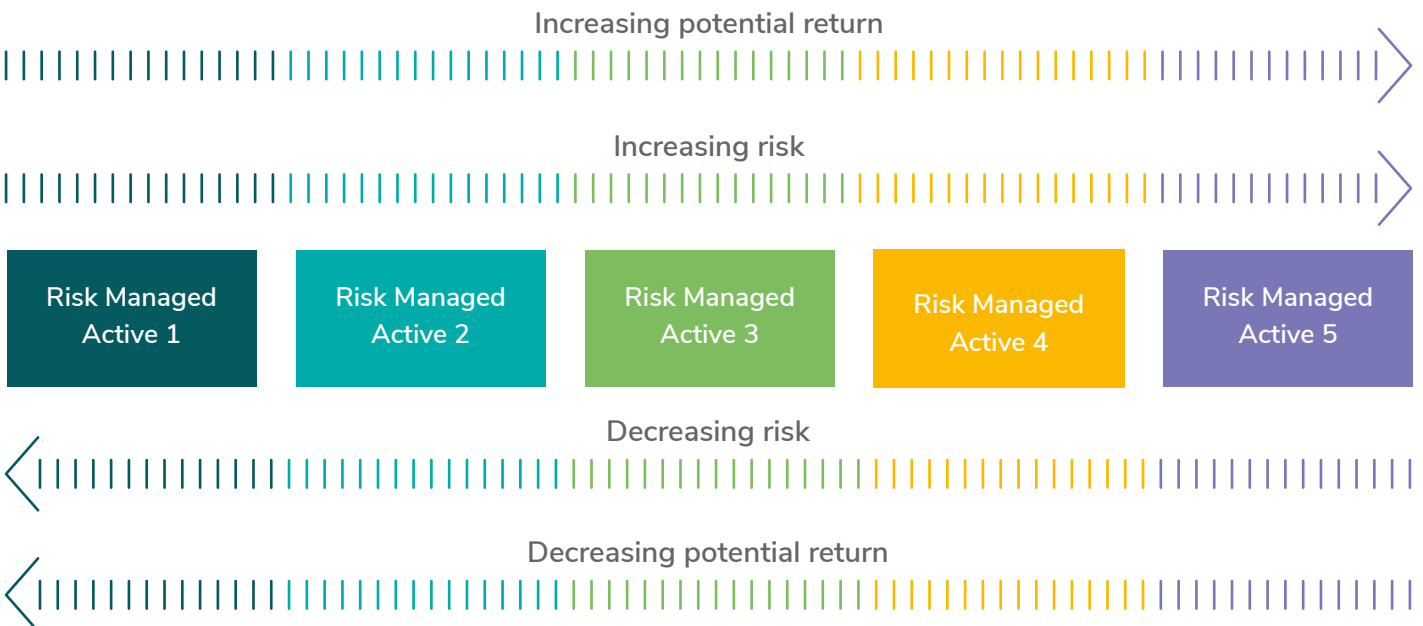 Increasing potential return
Increasing risk
Risk Managed
Active 1
Risk Managed
Active 2
Risk Managed
Active 3
Risk Managed
Active 4
Risk Managed
Active 5
Decreasing risk
Decreasing potential return